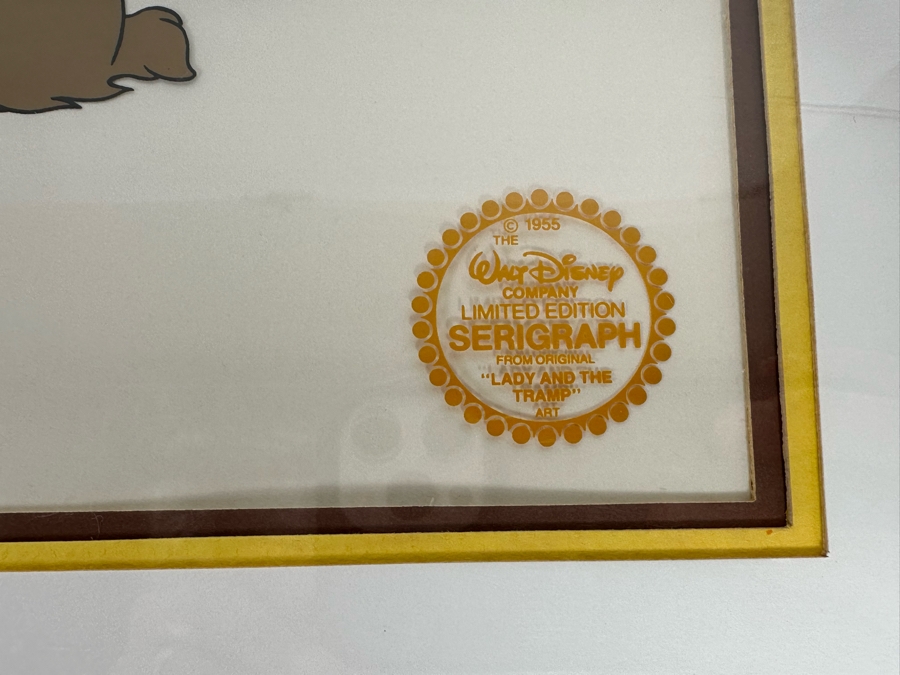 © 1955
THE
WALT DISNEY
COMPANY
LIMITED EDITION
SERIGRAPH
FROM ORIGINAL
“LADY AND THE
TRAMP”
ART